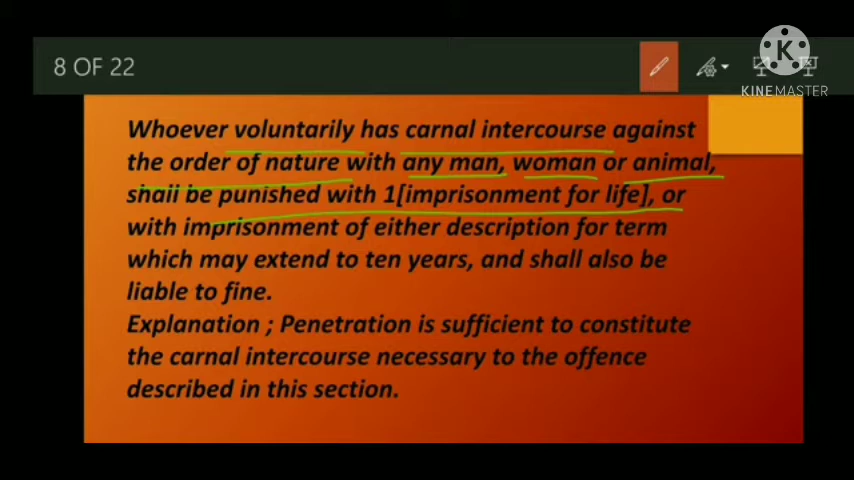 8 OF 22
KINEMASTER
Whoever voluntarily has carnal intercourse against
the order of nature with any man, woman or animal,
shaii be punished with 1[imprisonment for life], or
with imprisonment of either description for term
which may extend to ten years, and shall also be
liable to fine.
Explanation ; Penetration is sufficient to constitute
the carnal intercourse necessary to the offence
described in this section.